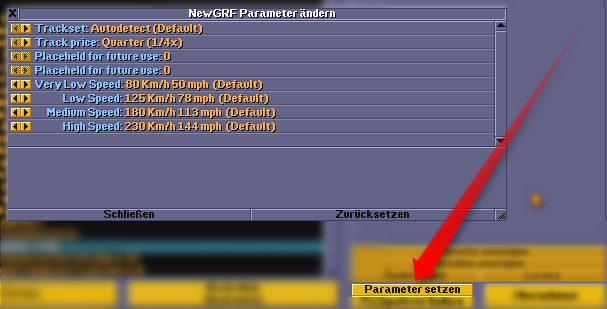 X NewGRF Parameter ändern
Trackset: Autodetect (Default)
Track price: Quarter (1/4x)
Placeheld for future use: 0
Placeheld for future use: 0
Very Low Speed: 80 Km/h 50 mph (Default)
Low Speed: 125 Km/h 78 mph (Default)
Medium Speed: 180 Km/h 113 mph (Default)
High Speed: 230 Km/h 144 mph (Default)
Schließen Zurücksetzen
Parameter setzen